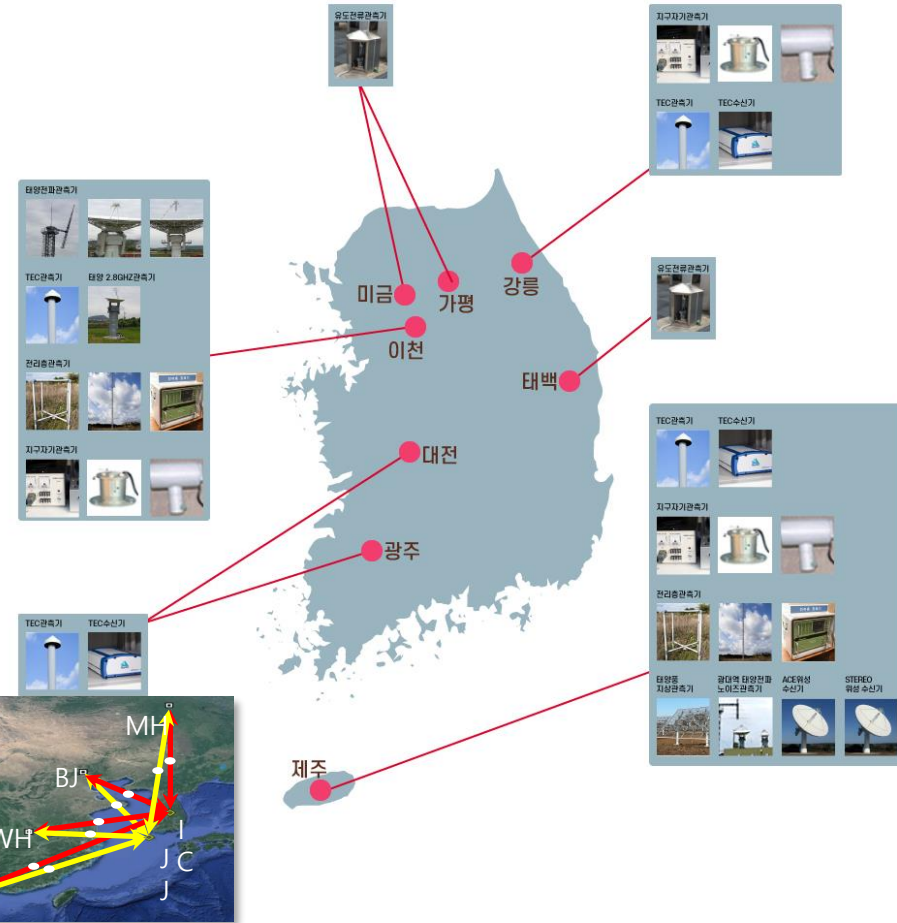 유도전류관측기
지구자기관측기
TEC관측기 TEC수신기
태양전파관측기
TEC관측기 태양 2.8GHZ관측기
전리층관측기
지구자기관측기
유도전류관측기
미금
가평
강릉
이천
태백
대전
광주
제주
TEC관측기 TEC수신기
TEC관측기 TEC수신기
지구자기관측기
전리층관측기
태양풍
지상관측기
광대역 태양전파
노이즈관측기
ACE위성
수신기
STEREO
위성 수신기
MH
BJ
WH
I
J C
J